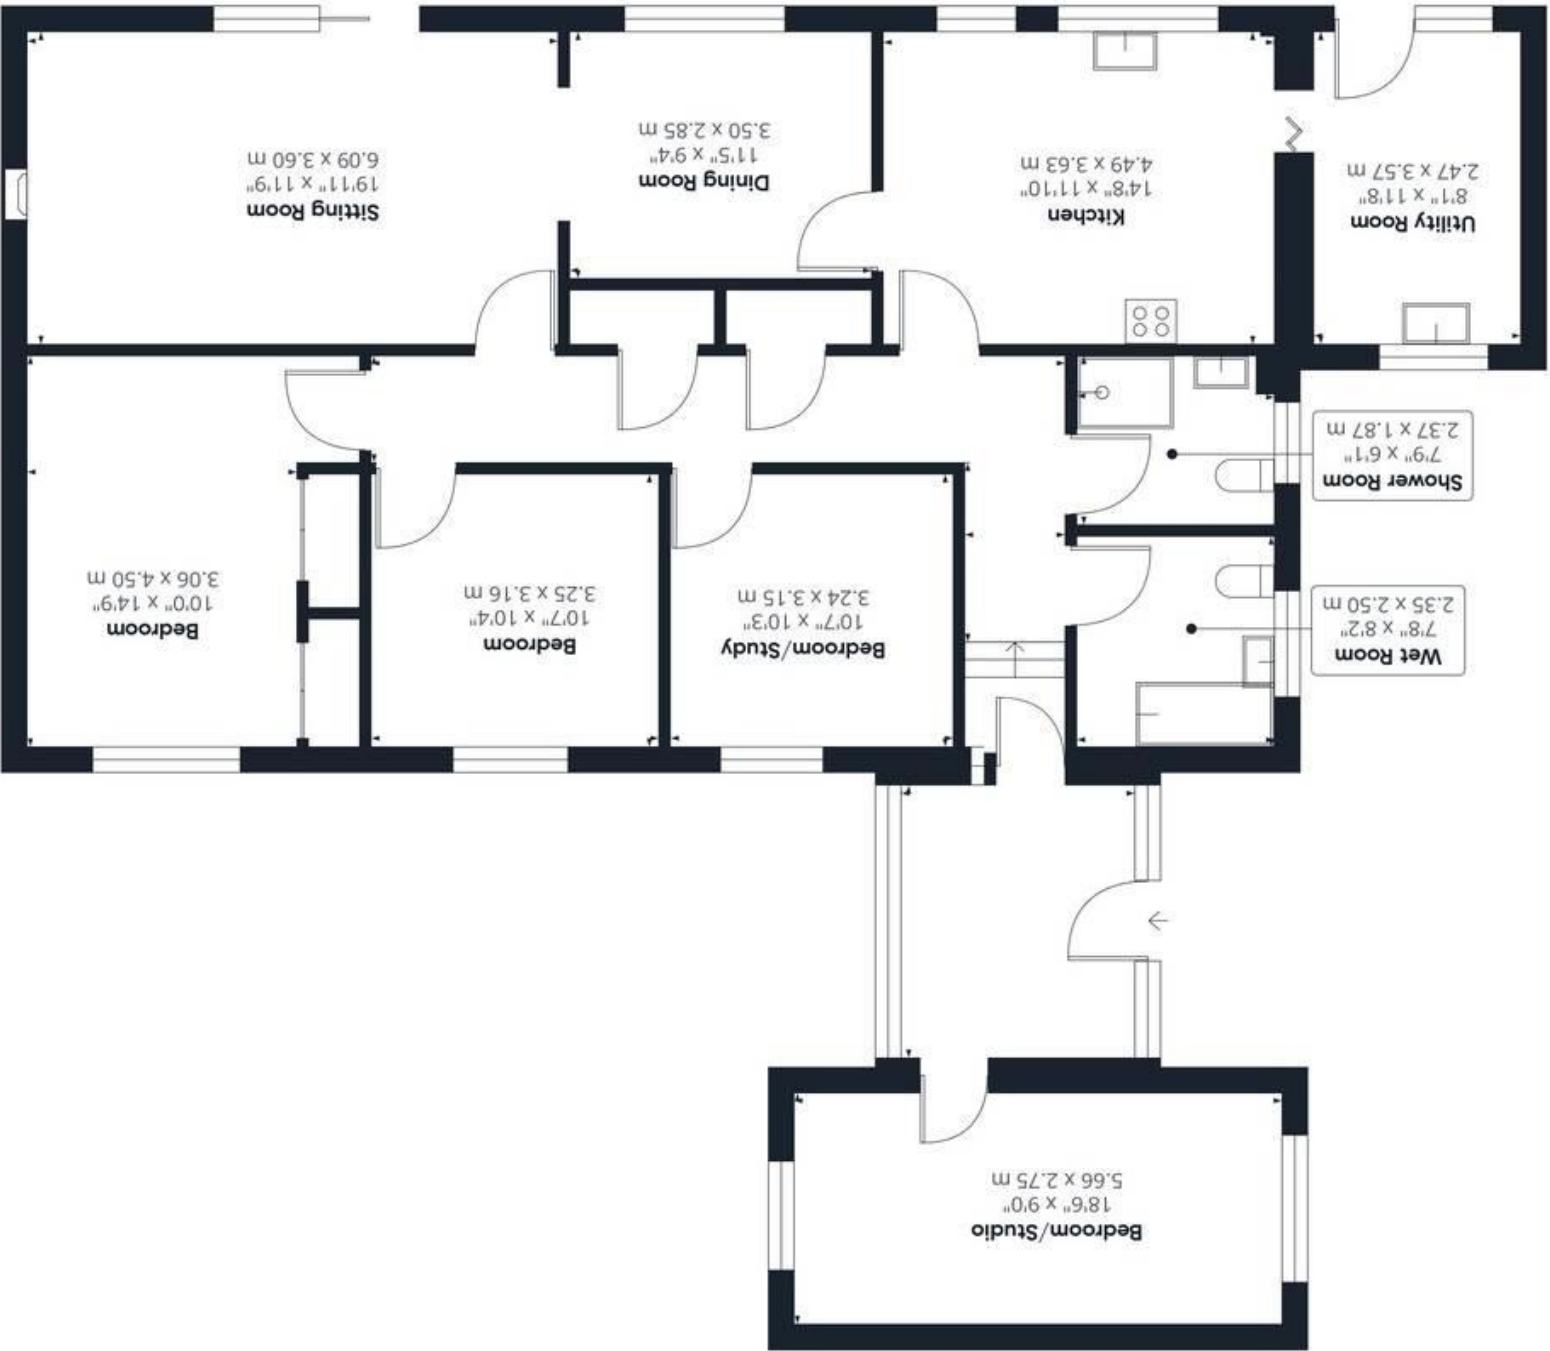 Bedroom/Studio
18'6" x 9'0"
5.66 x 2.75 m
Wet Room
7'8" x 8'2"
2.35 x 2.50 m
Bedroom/Study
10'7" x 10'3"
3.24 x 3.15 m
Bedroom
10'7" x 10'4"
3.25 x 3.16 m
Bedroom
10'0" x 14'9"
3.06 x 4.50 m
Shower Room
7'9" x 6'1"
2.37 x 1.87 m
Utility Room
8'1" x 11'8"
2.47 x 3.57 m
Kitchen
14'8" x 11'10"
4.49 x 3.63 m
Dining Room
11'5" x 9'4"
3.50 x 2.85 m
Sitting Room
19'11" x 11'9"
6.09 x 3.60 m